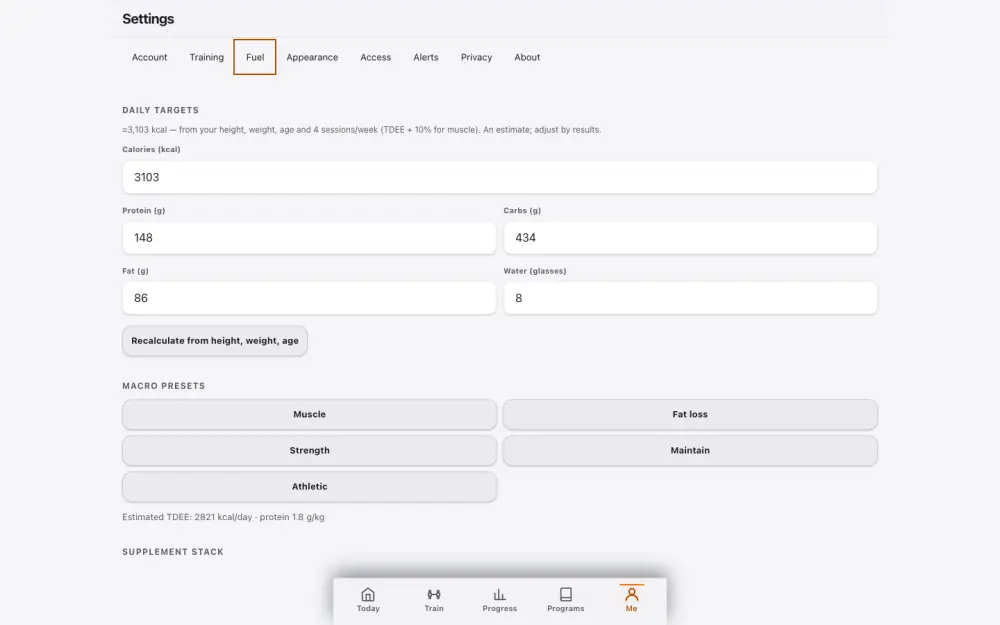 Settings
Account Training Fuel Appearance Access Alerts Privacy About
DAILY TARGETS
≈3,103 kcal — from your height, weight, age and 4 sessions/week (TDEE + 10% for muscle). An estimate; adjust by results.
Calories (kcal)
3103
Protein (g) Carbs (g)
148 434
Fat (g) Water (glasses)
86 8
Recalculate from height, weight, age
MACRO PRESETS
Muscle Fat loss
Strength Maintain
Athletic
Estimated TDEE: 2821 kcal/day · protein 1.8 g/kg
SUPPLEMENT STACK
Today Train Progress Programs Me